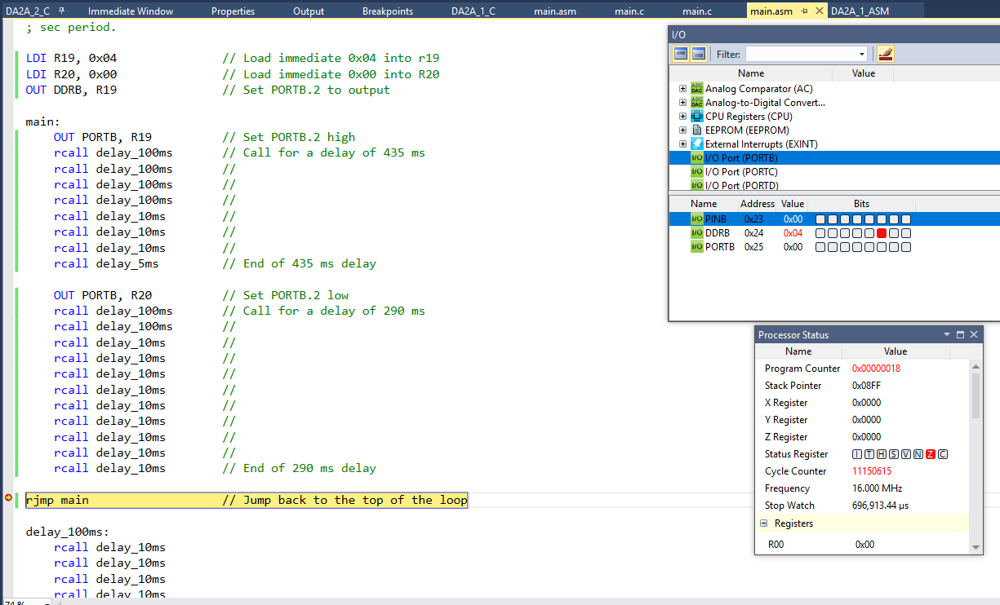 DA2A_2_C Immediate Window Properties Output Breakpoints DA2A_1_C main.asm main.c main.c main.asm DA2A_1_ASM
; sec period.
LDI R19, 0x04 // Load immediate 0x04 into r19
LDI R20, 0x00 // Load immediate 0x00 into R20
OUT DDRB, R19 // Set PORTB.2 to output
main:
OUT PORTB, R19 // Set PORTB.2 high
rcall delay_100ms // Call for a delay of 435 ms
rcall delay_100ms //
rcall delay_100ms //
rcall delay_100ms //
rcall delay_10ms //
rcall delay_10ms //
rcall delay_10ms //
rcall delay_5ms // End of 435 ms delay
OUT PORTB, R20 // Set PORTB.2 low
rcall delay_100ms // Call for a delay of 290 ms
rcall delay_100ms //
rcall delay_10ms //
rcall delay_10ms //
rcall delay_10ms //
rcall delay_10ms //
rcall delay_10ms //
rcall delay_10ms //
rcall delay_10ms //
rcall delay_10ms //
rcall delay_10ms // End of 290 ms delay
rjmp main // Jump back to the top of the loop
delay_100ms:
rcall delay_10ms
rcall delay_10ms
rcall delay_10ms
rcall delay_10ms
74 %
I/O
Filter:
Name Value
ADC DAC Analog Comparator (AC)
ADC DAC Analog-to-Digital Convert...
CPU Registers (CPU)
EEPROM (EEPROM)
External Interrupts (EXINT)
I/O I/O Port (PORTB)
I/O I/O Port (PORTC)
I/O I/O Port (PORTD)
Name Address Value Bits
I/O PINB 0x23 0x00
I/O DDRB 0x24 0x04
I/O PORTB 0x25 0x00
Processor Status
Name Value
Program Counter 0x00000018
Stack Pointer 0x08FF
X Register 0x0000
Y Register 0x0000
Z Register 0x0000
Status Register I T H S V N Z C
Cycle Counter 11150615
Frequency 16.000 MHz
Stop Watch 696,913.44 µs
Registers
R00 0x00